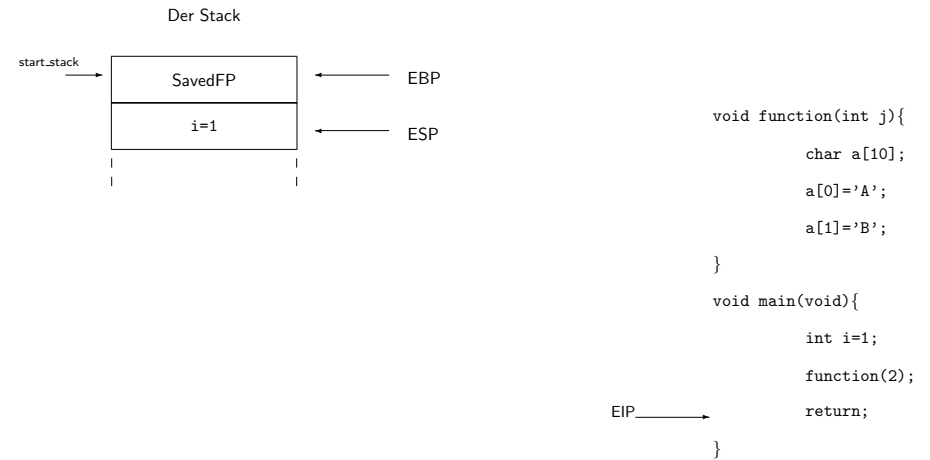 Der Stack
start_stack
SavedFP
EBP
i=1
ESP
void function(int j){
char a[10];
a[0]='A';
a[1]='B';
}
void main(void){
int i=1;
function(2);
EIP
return;
}